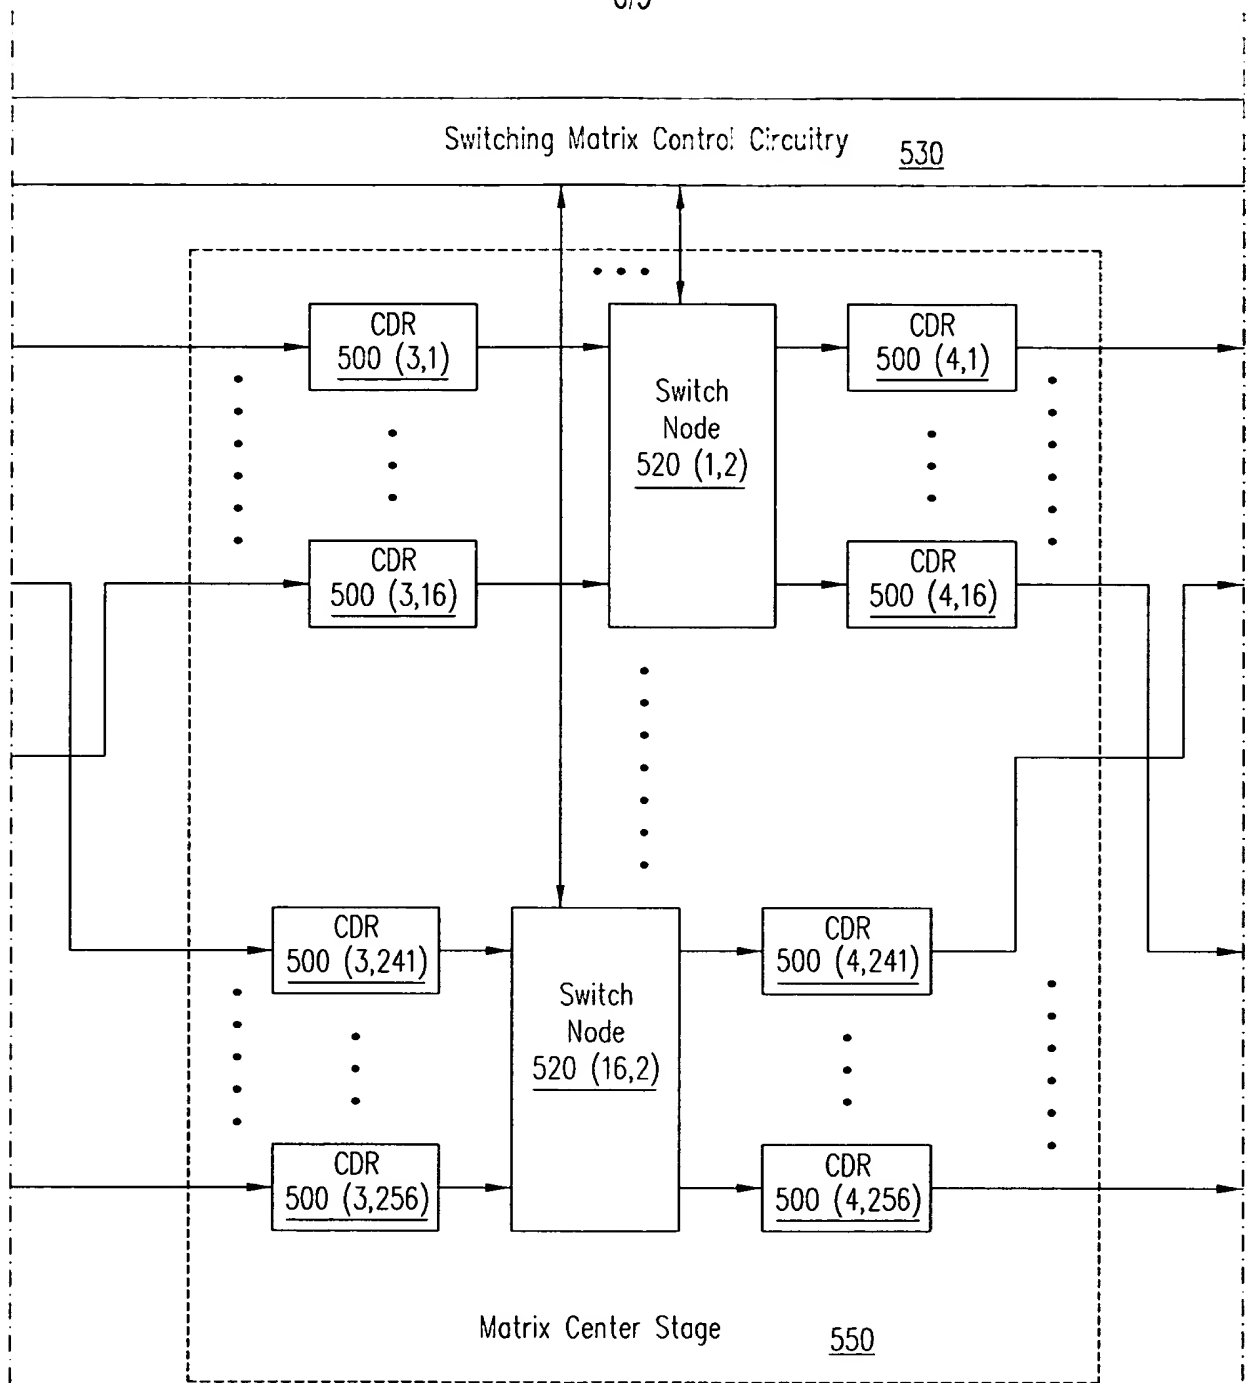 Switching Matrix Control Circuitry 530
CDR
500 (3,1)
Switch
Node
520 (1,2)
CDR
500 (4,1)
CDR
500 (3,16)
CDR
500 (4,16)
CDR
500 (3,241)
Switch
Node
520 (16,2)
CDR
500 (4,241)
CDR
500 (3,256)
CDR
500 (4,256)
Matrix Center Stage 550